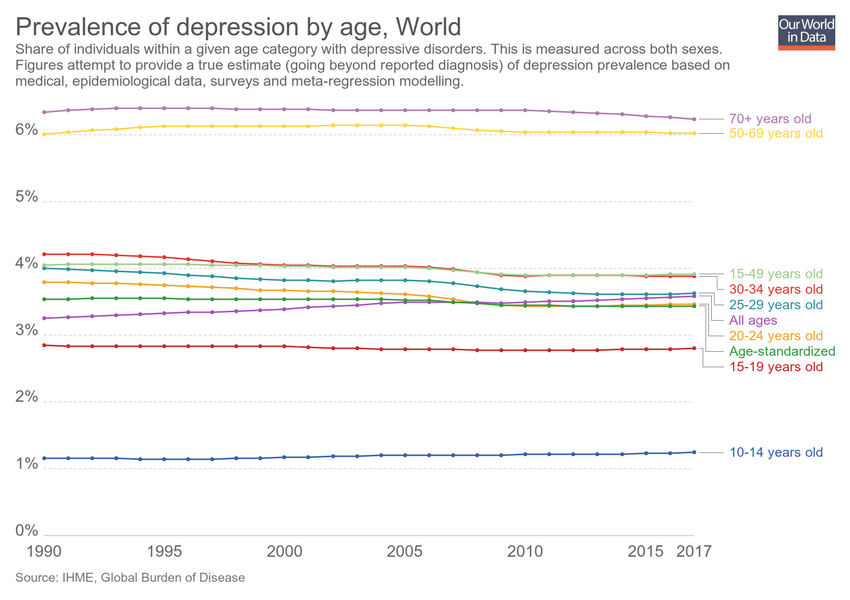 Prevalence of depression by age, World
Our World
in Data
Share of individuals within a given age category with depressive disorders. This is measured across both sexes.
Figures attempt to provide a true estimate (going beyond reported diagnosis) of depression prevalence based on
medical, epidemiological data, surveys and meta-regression modelling.
6%
5%
4%
3%
2%
1%
0%
70+ years old
50-69 years old
15-49 years old
30-34 years old
25-29 years old
All ages
20-24 years old
Age-standardized
15-19 years old
10-14 years old
1990
1995
2000
2005
2010
2015
2017
Source: IHME, Global Burden of Disease